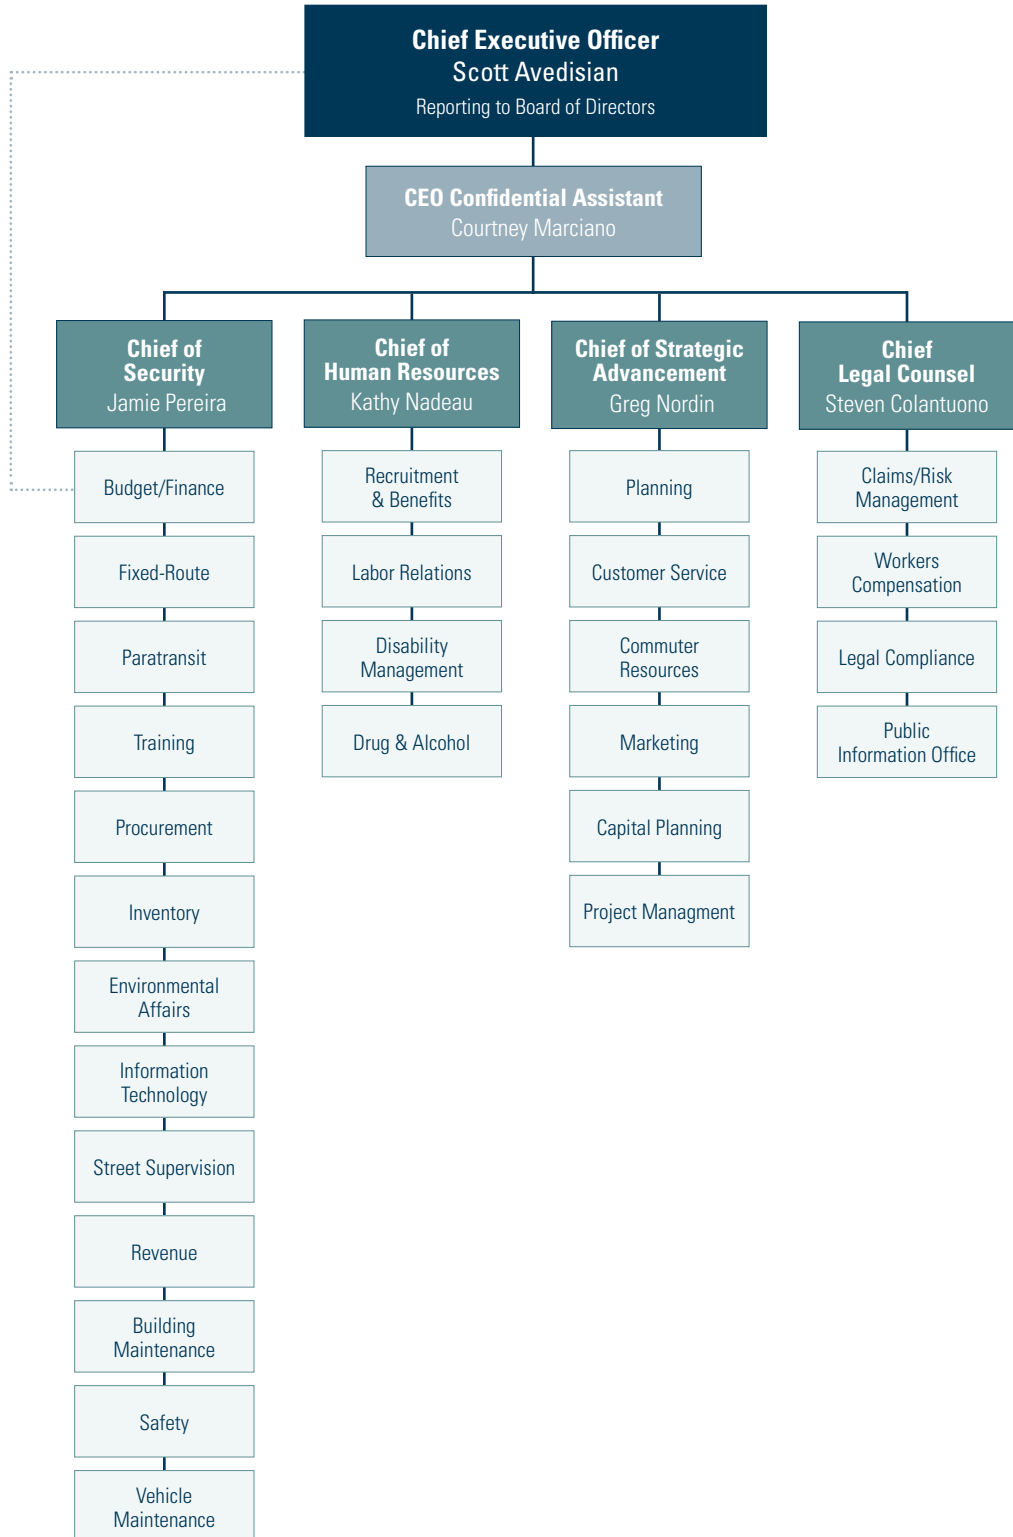 Chief Executive Officer
Scott Avedisian
Reporting to Board of Directors
CEO Confidential Assistant
Courtney Marciano
Chief of
Security
Jamie Pereira
Budget/Finance
Fixed-Route
Paratransit
Training
Procurement
Inventory
Environmental
Affairs
Information
Technology
Street Supervision
Revenue
Building
Maintenance
Safety
Vehicle
Maintenance
Chief of
Human Resources
Kathy Nadeau
Recruitment
& Benefits
Labor Relations
Disability
Management
Drug & Alcohol
Chief of Strategic
Advancement
Greg Nordin
Planning
Customer Service
Commuter
Resources
Marketing
Capital Planning
Project Managment
Chief
Legal Counsel
Steven Colantuono
Claims/Risk
Management
Workers
Compensation
Legal Compliance
Public
Information Office